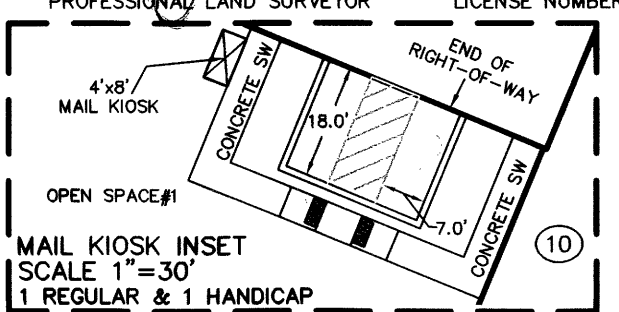 PROFESSIONAL LAND SURVEYOR LICENSE NUMBER
4'x8'
MAIL KIOSK
CONCRETE SW
18.0'
END OF
RIGHT-OF-WAY
OPEN SPACE#1
7.0'
CONCRETE SW
10
MAIL KIOSK INSET
SCALE 1"=30'
1 REGULAR & 1 HANDICAP